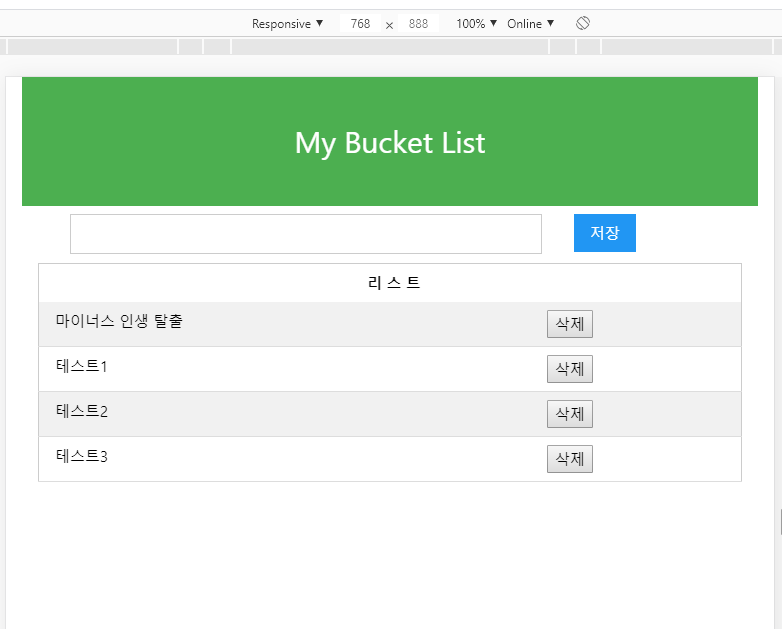 Responsive ▼ 768 × 888 100% ▼ Online ▼
My Bucket List
저장
리 스 트
마이너스 인생 탈출 삭제
테스트1 삭제
테스트2 삭제
테스트3 삭제